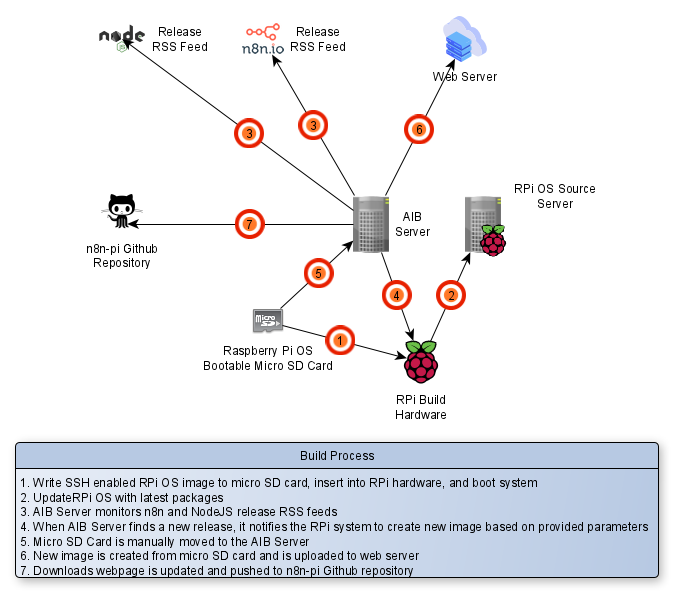 node
Release
RSS Feed
n8n.io
Release
RSS Feed
Web Server
3
3
6
RPi OS Source
Server
AIB
Server
7
n8n-pi Github
Repository
5
4
2
Micro
SD
1
Raspberry Pi OS
Bootable Micro SD Card
RPi Build
Hardware
Build Process
1. Write SSH enabled RPi OS image to micro SD card, insert into RPi hardware, and boot system
2. UpdateRPi OS with latest packages
3. AIB Server monitors n8n and NodeJS release RSS feeds
4. When AIB Server finds a new release, it notifies the RPi system to create new image based on provided parameters
5. Micro SD Card is manually moved to the AIB Server
6. New image is created from micro SD card and is uploaded to web server
7. Downloads webpage is updated and pushed to n8n-pi Github repository